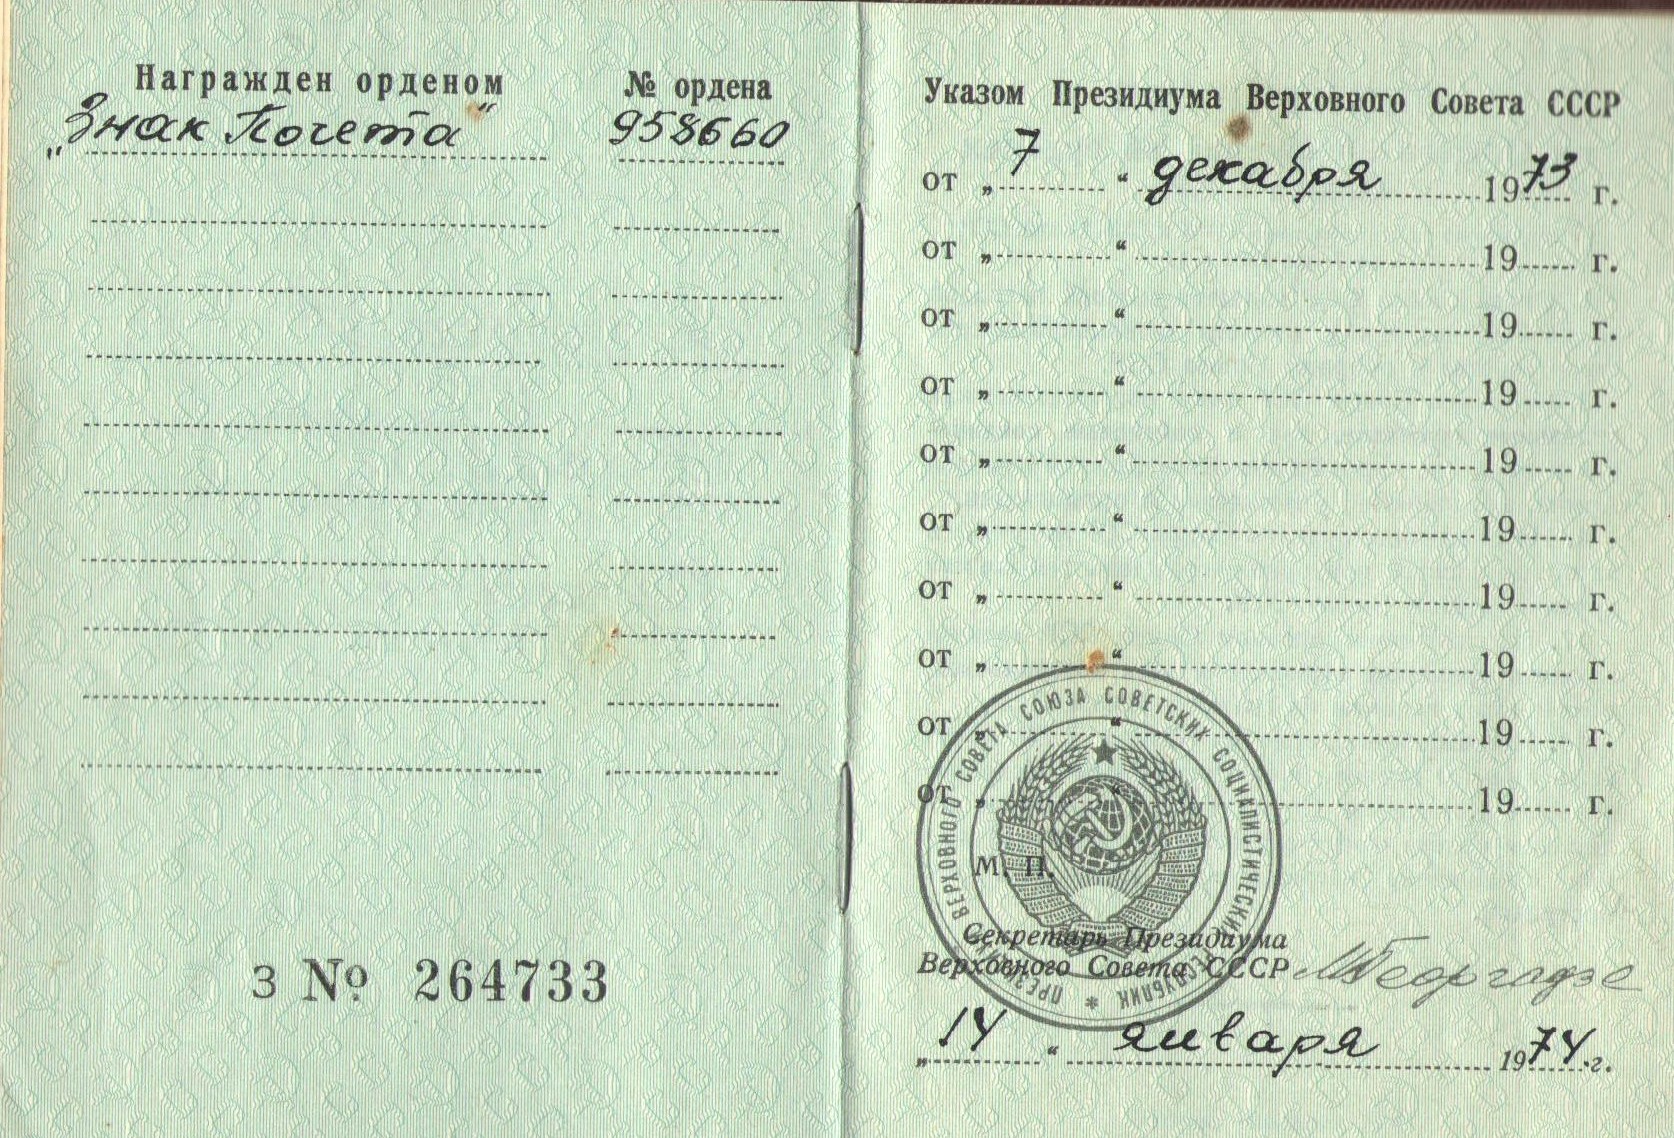 Награжден орденом
№ ордена
„Знак Почета“
958660
З № 264733
Указом Президиума Верховного Совета СССР
от „ 7 “ декабря 1973 г.
от „ “ 19 г.
от „ “ 19 г.
от „ “ 19 г.
от „ “ 19 г.
от „ “ 19 г.
от „ “ 19 г.
от „ “ 19 г.
от „ “ 19 г.
от „ “ 19 г.
ПРЕЗИДИУМ ВЕРХОВНОГО СОВЕТА СОЮЗА СОВЕТСКИХ СОЦИАЛИСТИЧЕСКИХ РЕСПУБЛИК *
М. П.
Секретарь Президиума
Верховного Совета СССР МГеоргадзе
„ 14 “ января 1974 г.